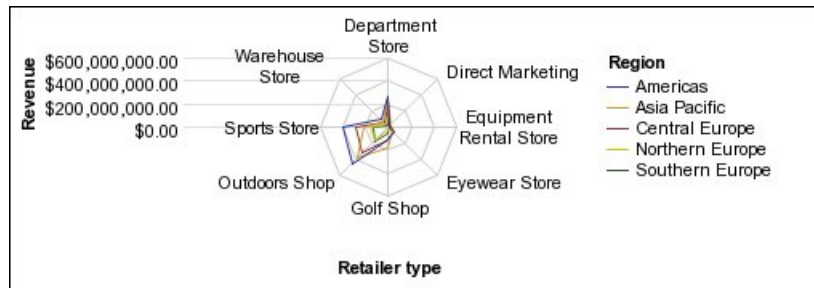 Revenue
$600,000,000.00
$400,000,000.00
$200,000,000.00
$0.00
Department
Store
Direct Marketing
Equipment
Rental Store
Eyewear Store
Golf Shop
Outdoors Shop
Sports Store
Warehouse
Store
Retailer type
Region
Americas
Asia Pacific
Central Europe
Northern Europe
Southern Europe